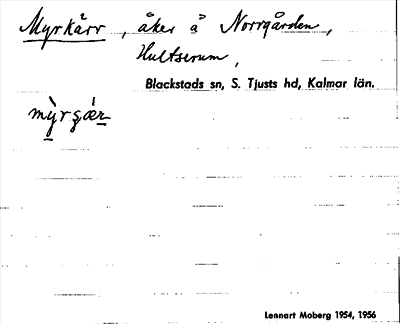 Myrkärr, åker å Norrgården,
Hultserum,
Blackstads sn, S. Tjusts hd, Kalmar län.
Lennart Moberg 1954, 1956